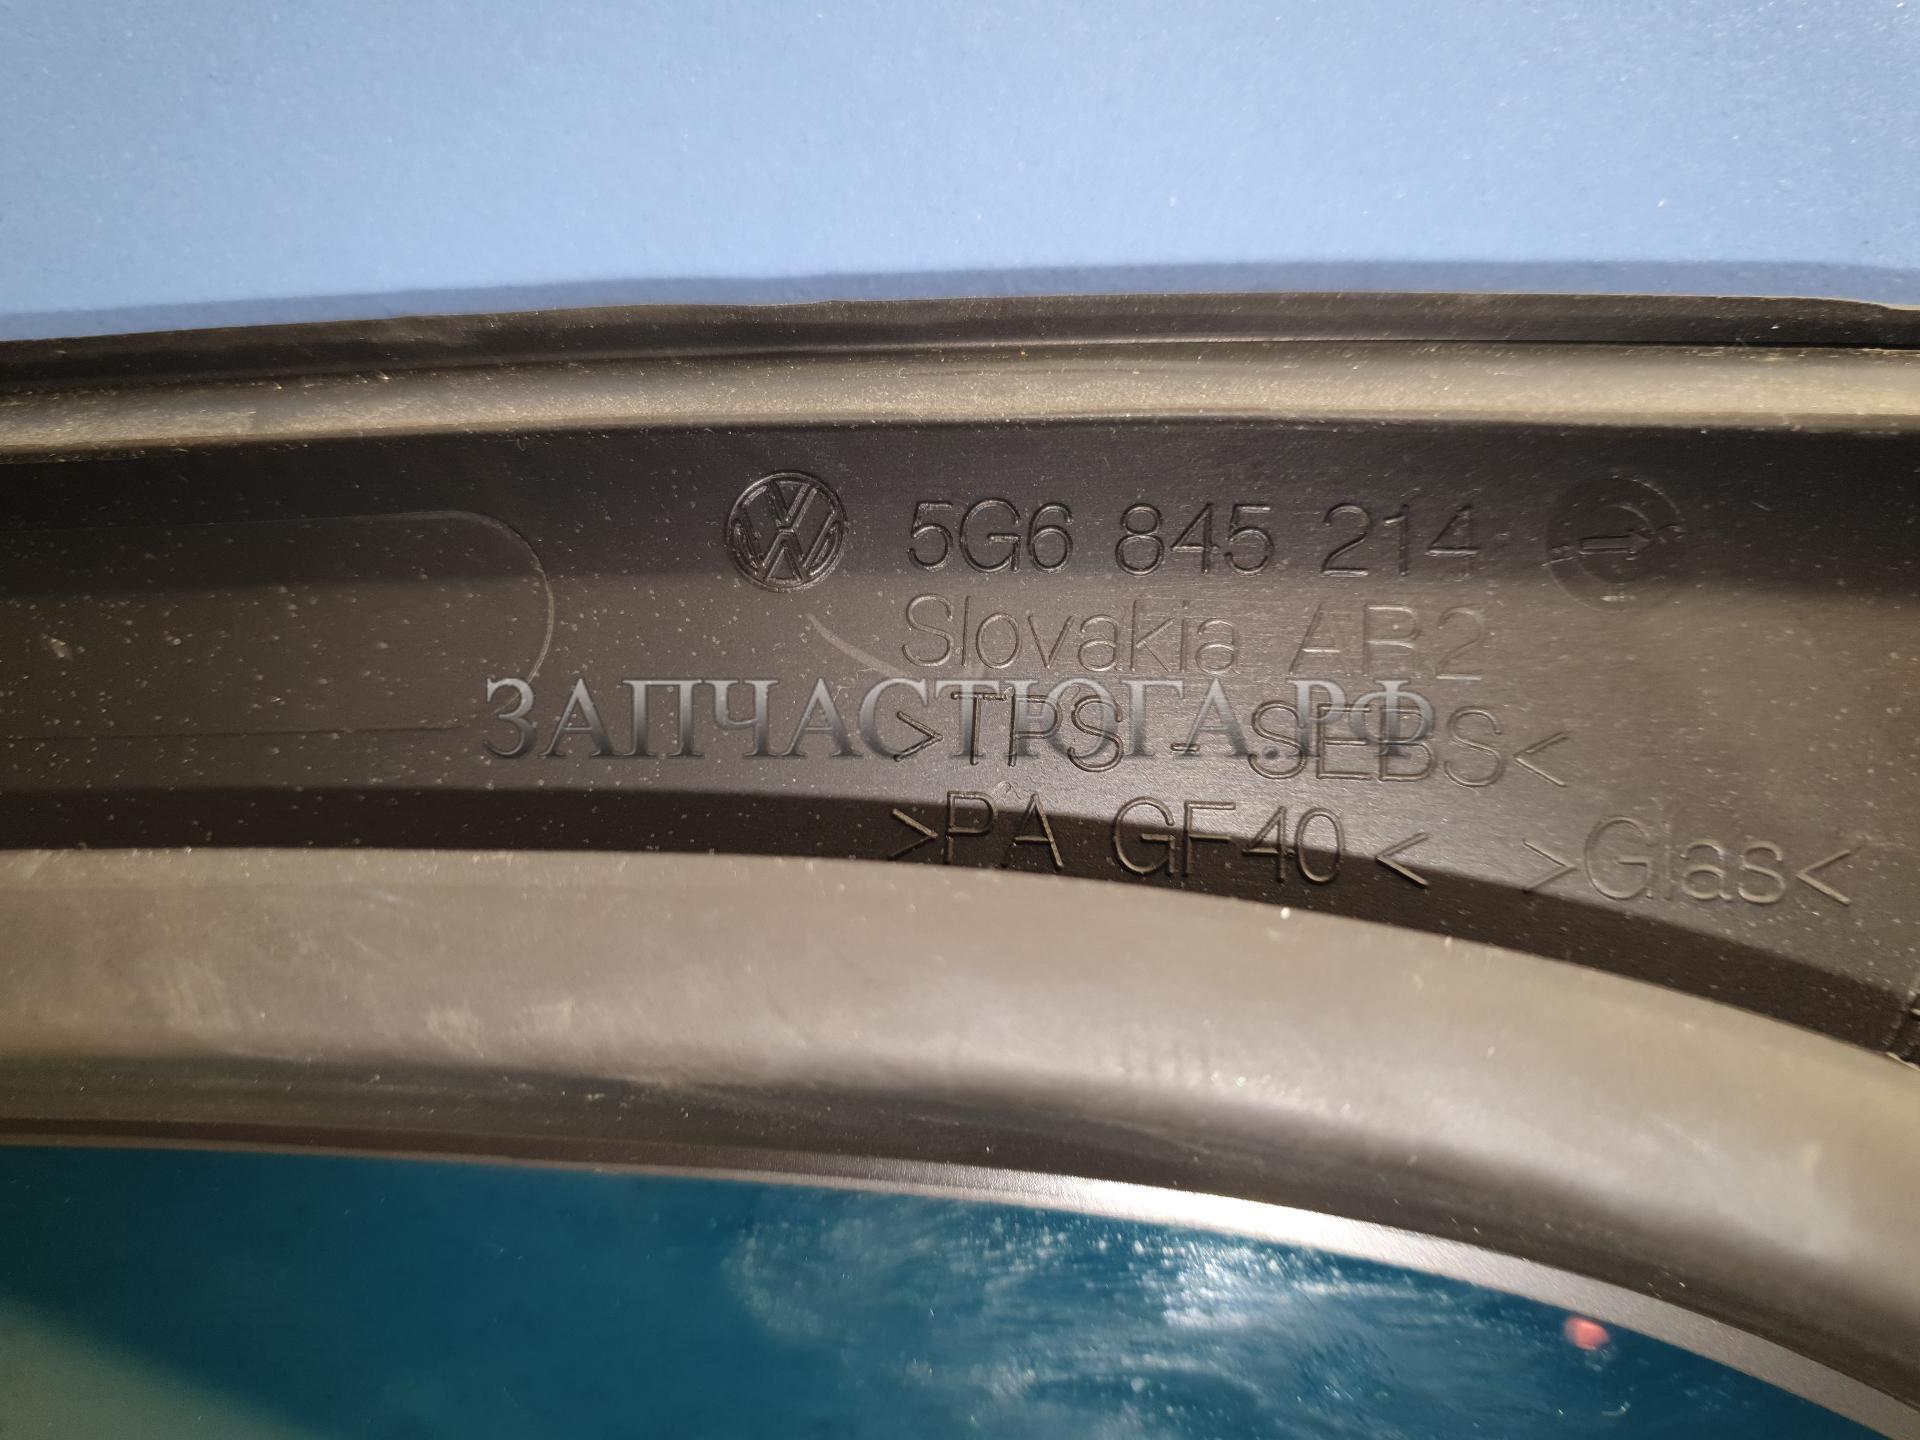 5G6 845 214
Slovakia AR2
ЗАПЧАСТЮГА.РФ
>TPS - SEBS<
>PA GF40< >Glas<